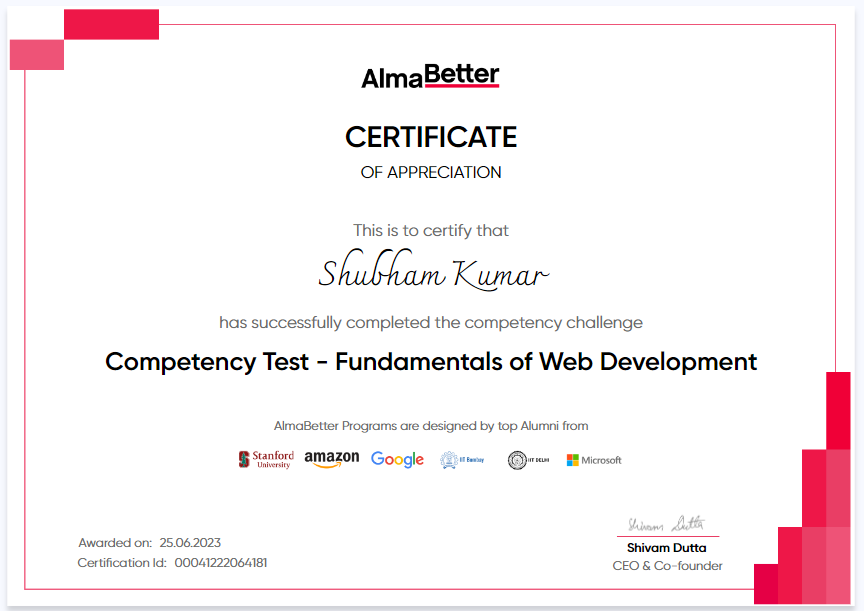 AlmaBetter
CERTIFICATE
OF APPRECIATION
This is to certify that
Shubham Kumar
has successfully completed the competency challenge
Competency Test - Fundamentals of Web Development
AlmaBetter Programs are designed by top Alumni from
Stanford University amazon Google IIT Bombay IIT DELHI Microsoft
Shivam Dutta
Awarded on: 25.06.2023
Certification Id: 00041222064181
Shivam Dutta
CEO & Co-founder